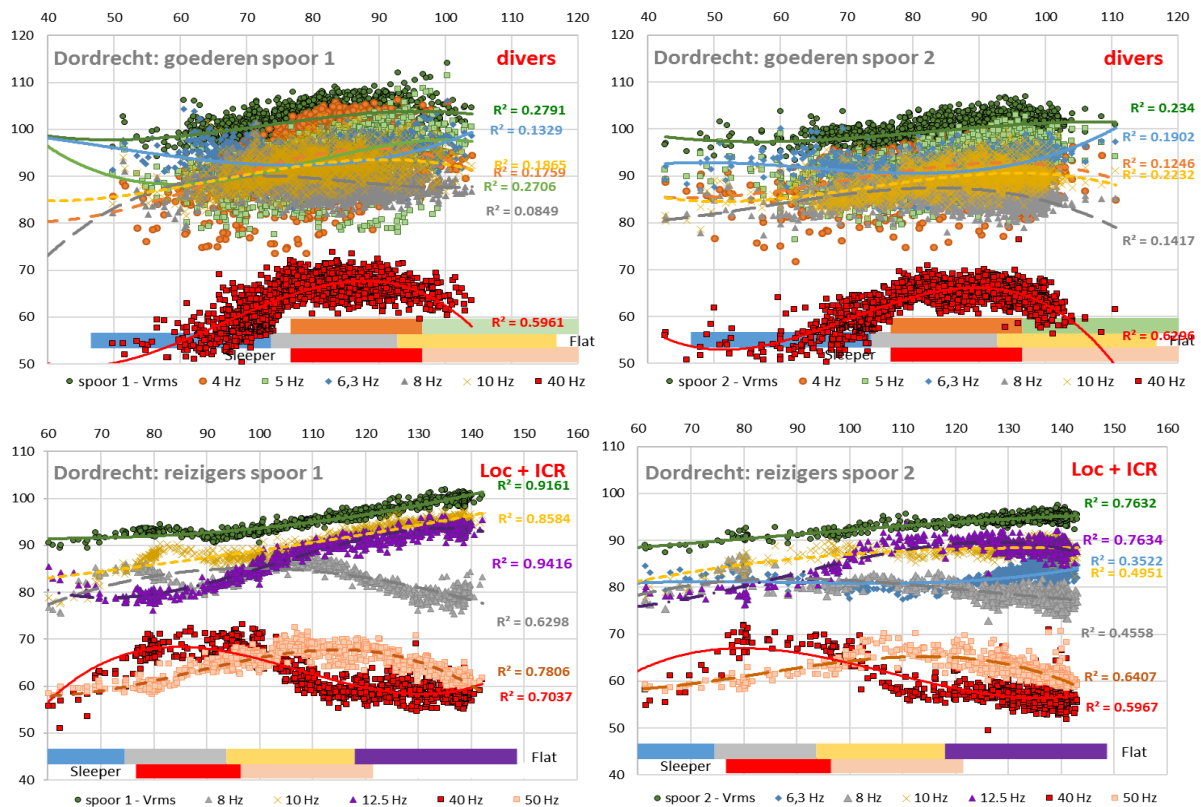 40 50 60 70 80 90 100 110 120
Dordrecht: goederen spoor 1
divers
120
110
100
90
80
70
60
50
R² = 0.2791
R² = 0.1329
R² = 0.1865
R² = 0.1759
R² = 0.2706
R² = 0.0849
R² = 0.5961
Flat
Sleeper
spoor 1 - Vrms 4 Hz 5 Hz 6,3 Hz 8 Hz 10 Hz 40 Hz
40 50 60 70 80 90 100 110 120
Dordrecht: goederen spoor 2
divers
120
110
100
90
80
70
60
50
R² = 0.234
R² = 0.1902
R² = 0.1246
R² = 0.2232
R² = 0.1417
R² = 0.6296
Flat
Sleeper
spoor 2 - Vrms 4 Hz 5 Hz 6,3 Hz 8 Hz 10 Hz 40 Hz
60 70 80 90 100 110 120 130 140 150 160
Dordrecht: reizigers spoor 1
Loc + ICR
110
100
90
80
70
60
50
40
R² = 0.9161
R² = 0.8584
R² = 0.9416
R² = 0.6298
R² = 0.7806
R² = 0.7037
Flat
Sleeper
spoor 1 - Vrms 8 Hz 10 Hz 12.5 Hz 40 Hz 50 Hz
60 70 80 90 100 110 120 130 140 150 160
Dordrecht: reizigers spoor 2
Loc + ICR
110
100
90
80
70
60
50
40
R² = 0.7632
R² = 0.7634
R² = 0.3522
R² = 0.4951
R² = 0.4558
R² = 0.6407
R² = 0.5967
Flat
Sleeper
spoor 2 - Vrms 6,3 Hz 8 Hz 10 Hz 12.5 Hz 40 Hz 50 Hz